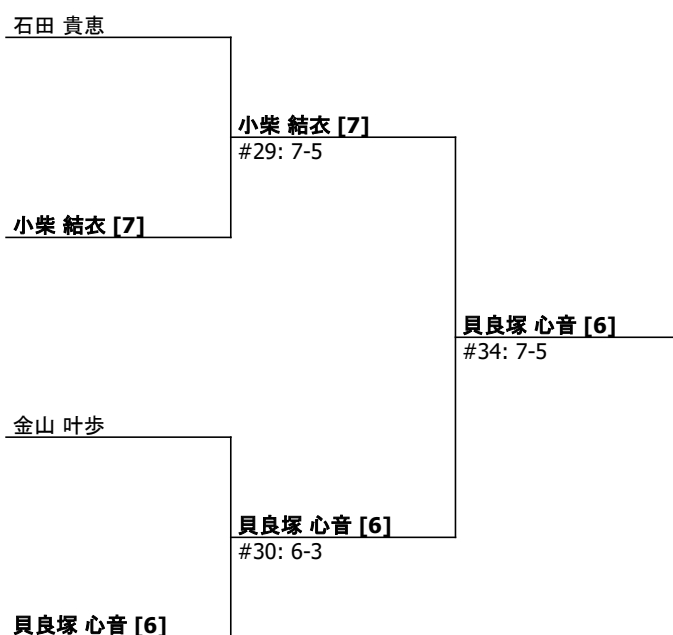 石田 貴恵
小柴 結衣 [7]
#29: 7-5
小柴 結衣 [7]
貝良塚 心音 [6]
#34: 7-5
金山 叶歩
貝良塚 心音 [6]
#30: 6-3
貝良塚 心音 [6]